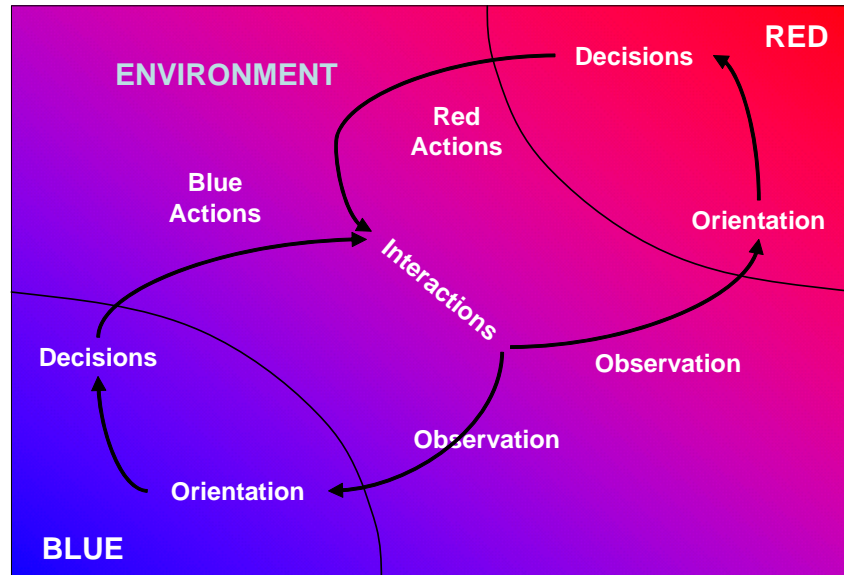 RED
Decisions
ENVIRONMENT
Red
Actions
Blue
Actions
Orientation
Interactions
Decisions
Observation
Observation
Orientation
BLUE